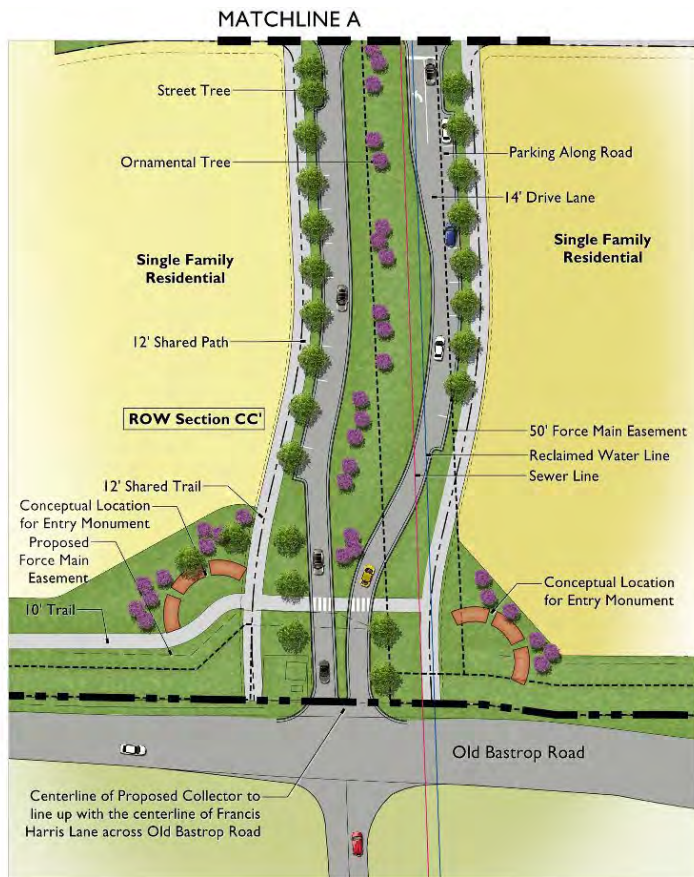 MATCHLINE A
Street Tree
Ornamental Tree
Parking Along Road
14' Drive Lane
Single Family
Residential
Single Family
Residential
12' Shared Path
ROW Section CC'
50' Force Main Easement
Reclaimed Water Line
Sewer Line
12' Shared Trail
Conceptual Location
for Entry Monument
Proposed
Force Main
Easement
10' Trail
Conceptual Location
for Entry Monument
Old Bastrop Road
Centerline of Proposed Collector to
line up with the centerline of Francis
Harris Lane across Old Bastrop Road